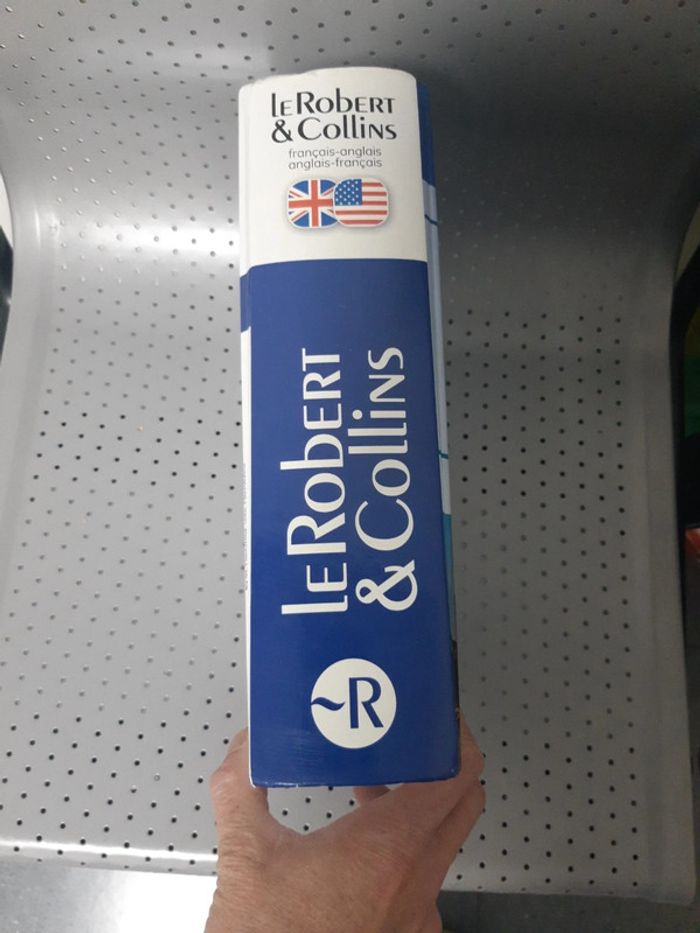 le Robert
& Collins
français-anglais
anglais-français
le Robert
& Collins
~R